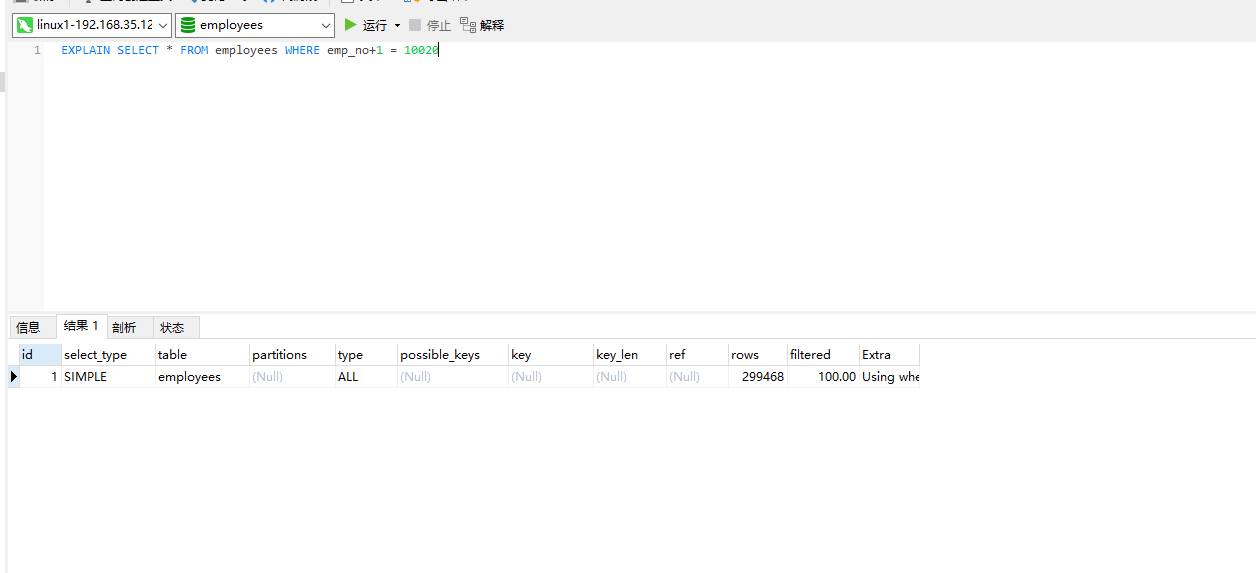 linux1-192.168.35.12 employees 运行 停止 解释
1 EXPLAIN SELECT * FROM employees WHERE emp_no+1 = 10020
信息 结果 1 剖析 状态
id select_type table partitions type possible_keys key key_len ref rows filtered Extra
1 SIMPLE employees (Null) ALL (Null) (Null) (Null) (Null) 299468 100.00 Using whe